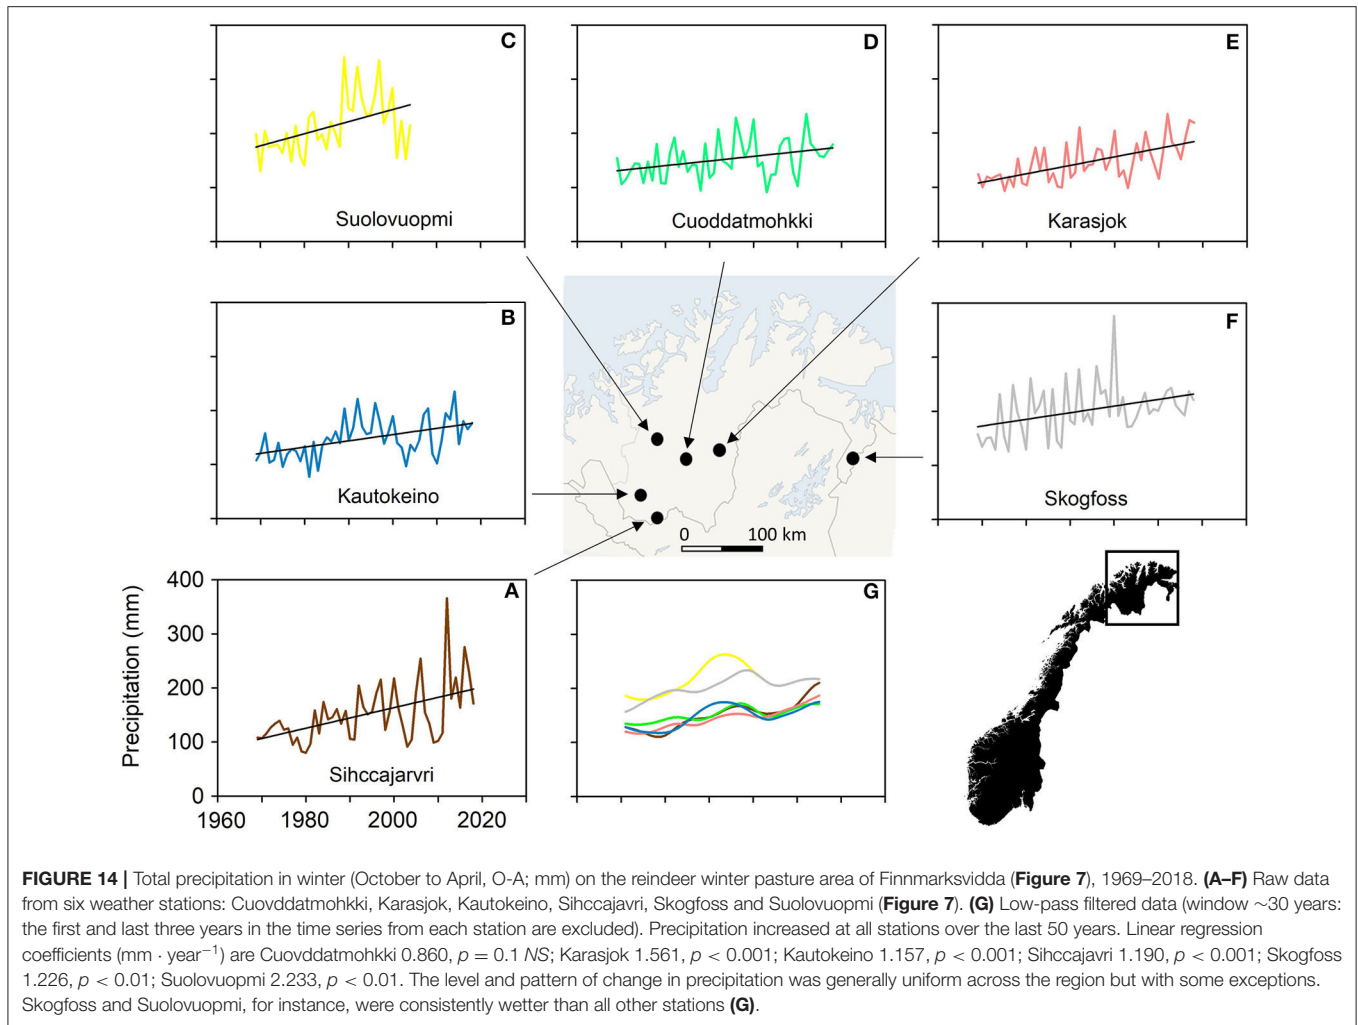 C
Suolovuopmi
D
Cuoddatmohkki
E
Karasjok
B
Kautokeino
F
Skogfoss
0 100 km
A
Precipitation (mm)
400
300
200
100
0
Sihccajarvri
1960 1980 2000 2020
G
FIGURE 14 | Total precipitation in winter (October to April, O-A; mm) on the reindeer winter pasture area of Finnmarksvidda (Figure 7), 1969–2018. (A–F) Raw data
from six weather stations: Cuovddatmohkki, Karasjok, Kautokeino, Sihccajavri, Skogfoss and Suolovuopmi (Figure 7). (G) Low-pass filtered data (window ~30 years:
the first and last three years in the time series from each station are excluded). Precipitation increased at all stations over the last 50 years. Linear regression
coefficients (mm · year−1) are Cuovddatmohkki 0.860, p = 0.1 NS; Karasjok 1.561, p < 0.001; Kautokeino 1.157, p < 0.001; Sihccajavri 1.190, p < 0.001; Skogfoss
1.226, p < 0.01; Suolovuopmi 2.233, p < 0.01. The level and pattern of change in precipitation was generally uniform across the region but with some exceptions.
Skogfoss and Suolovuopmi, for instance, were consistently wetter than all other stations (G).